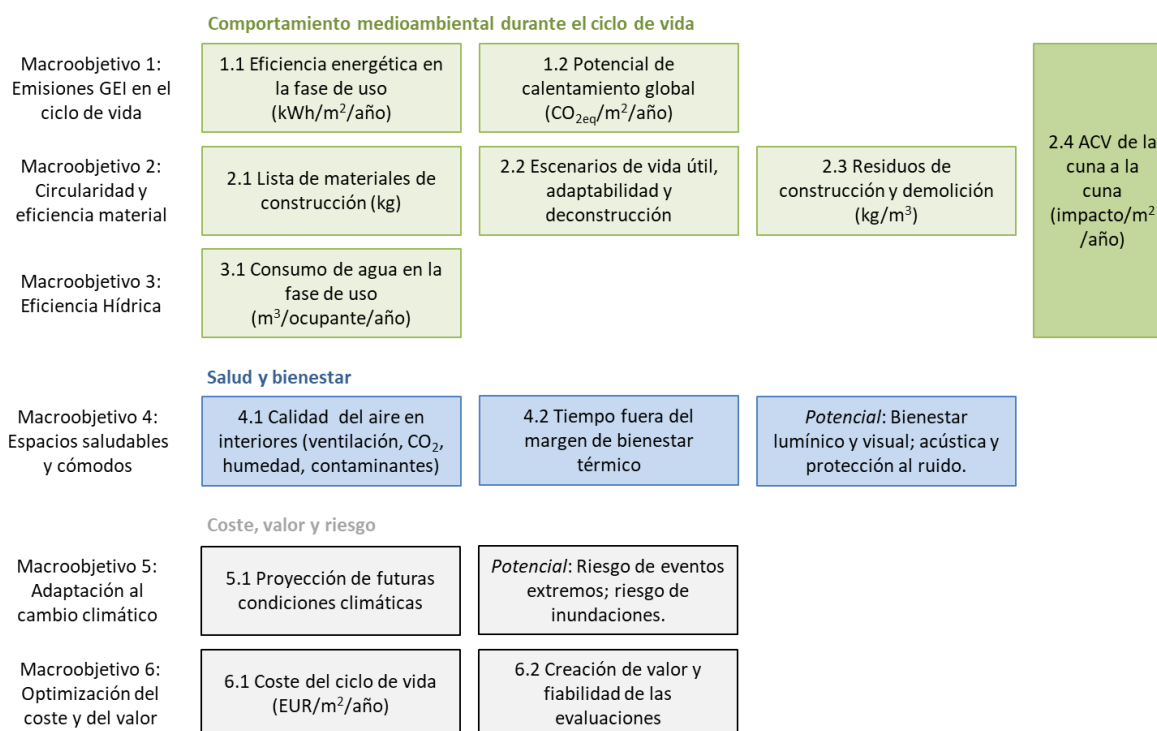 Comportamiento medioambiental durante el ciclo de vida
Macroobjetivo 1:
Emisiones GEI en el
ciclo de vida
1.1 Eficiencia energética en
la fase de uso
(kWh/m²/año)
1.2 Potencial de
calentamiento global
(CO₂eq/m²/año)
2.4 ACV de la
cuna a la
cuna
(impacto/m²
/año)
Macroobjetivo 2:
Circularidad y
eficiencia material
2.1 Lista de materiales de
construcción (kg)
2.2 Escenarios de vida útil,
adaptabilidad y
deconstrucción
2.3 Residuos de
construcción y demolición
(kg/m³)
Macroobjetivo 3:
Eficiencia Hídrica
3.1 Consumo de agua en la
fase de uso
(m³/ocupante/año)
Salud y bienestar
Macroobjetivo 4:
Espacios saludables
y cómodos
4.1 Calidad del aire en
interiores (ventilación, CO₂,
humedad, contaminantes)
4.2 Tiempo fuera del
margen de bienestar
térmico
Potencial: Bienestar
lumínico y visual; acústica y
protección al ruido.
Coste, valor y riesgo
Macroobjetivo 5:
Adaptación al
cambio climático
5.1 Proyección de futuras
condiciones climáticas
Potencial: Riesgo de eventos
extremos; riesgo de
inundaciones.
Macroobjetivo 6:
Optimización del
coste y del valor
6.1 Coste del ciclo de vida
(EUR/m²/año)
6.2 Creación de valor y
fiabilidad de las
evaluaciones